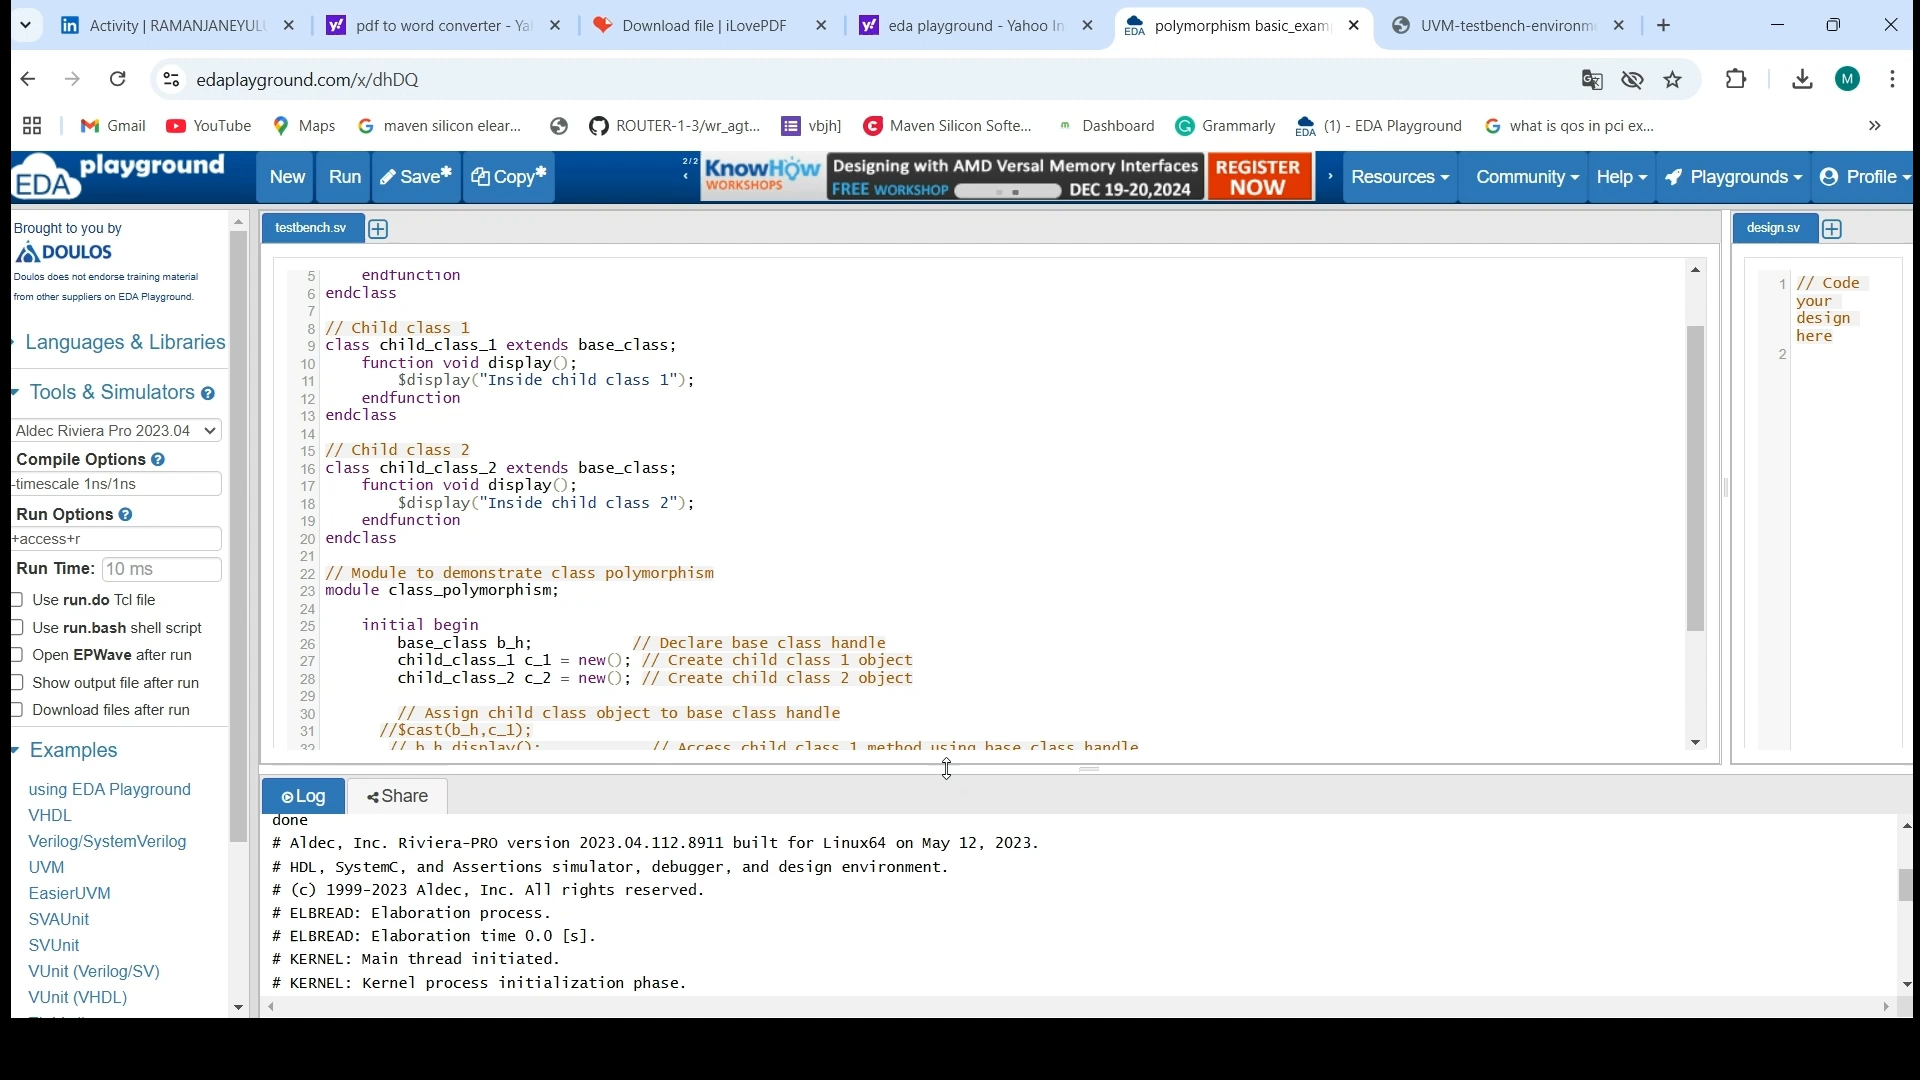 Activity | RAMANJANEYUL
pdf to word converter - Ya
Download file | iLovePDF
eda playground - Yahoo In
polymorphism basic_exam
UVM-testbench-environm
edaplayground.com/x/dhDQ
M
Gmail
YouTube
Maps
maven silicon elear...
ROUTER-1-3/wr_agt...
vbjh]
Maven Silicon Softe...
Dashboard
Grammarly
(1) - EDA Playground
what is qos in pci ex...
EDA playground
New
Run
Save*
Copy*
2/2
KnowHow WORKSHOPS
Designing with AMD Versal Memory Interfaces
FREE WORKSHOP
DEC 19-20,2024
REGISTER NOW
Resources
Community
Help
Playgrounds
Profile
Brought to you by
DOULOS
Doulos does not endorse training material
from other suppliers on EDA Playground.
Languages & Libraries
Tools & Simulators
Aldec Riviera Pro 2023.04
Compile Options
-timescale 1ns/1ns
Run Options
+access+r
Run Time: 10 ms
Use run.do Tcl file
Use run.bash shell script
Open EPWave after run
Show output file after run
Download files after run
Examples
using EDA Playground
VHDL
Verilog/SystemVerilog
UVM
EasierUVM
SVAUnit
SVUnit
VUnit (Verilog/SV)
VUnit (VHDL)
testbench.sv
5 endfunction
6 endclass
7
8 // Child class 1
9 class child_class_1 extends base_class;
10 function void display();
11 $display("Inside child class 1");
12 endfunction
13 endclass
14
15 // Child class 2
16 class child_class_2 extends base_class;
17 function void display();
18 $display("Inside child class 2");
19 endfunction
20 endclass
21
22 // Module to demonstrate class polymorphism
23 module class_polymorphism;
24
25 initial begin
26 base_class b_h; // Declare base class handle
27 child_class_1 c_1 = new(); // Create child class 1 object
28 child_class_2 c_2 = new(); // Create child class 2 object
29
30 // Assign child class object to base class handle
31 //$cast(b_h,c_1);
32 // b_h.display(); // Access child class 1 method using base class handle
design.sv
1 // Code
your
design
here
2
Log
Share
done
# Aldec, Inc. Riviera-PRO version 2023.04.112.8911 built for Linux64 on May 12, 2023.
# HDL, SystemC, and Assertions simulator, debugger, and design environment.
# (c) 1999-2023 Aldec, Inc. All rights reserved.
# ELBREAD: Elaboration process.
# ELBREAD: Elaboration time 0.0 [s].
# KERNEL: Main thread initiated.
# KERNEL: Kernel process initialization phase.